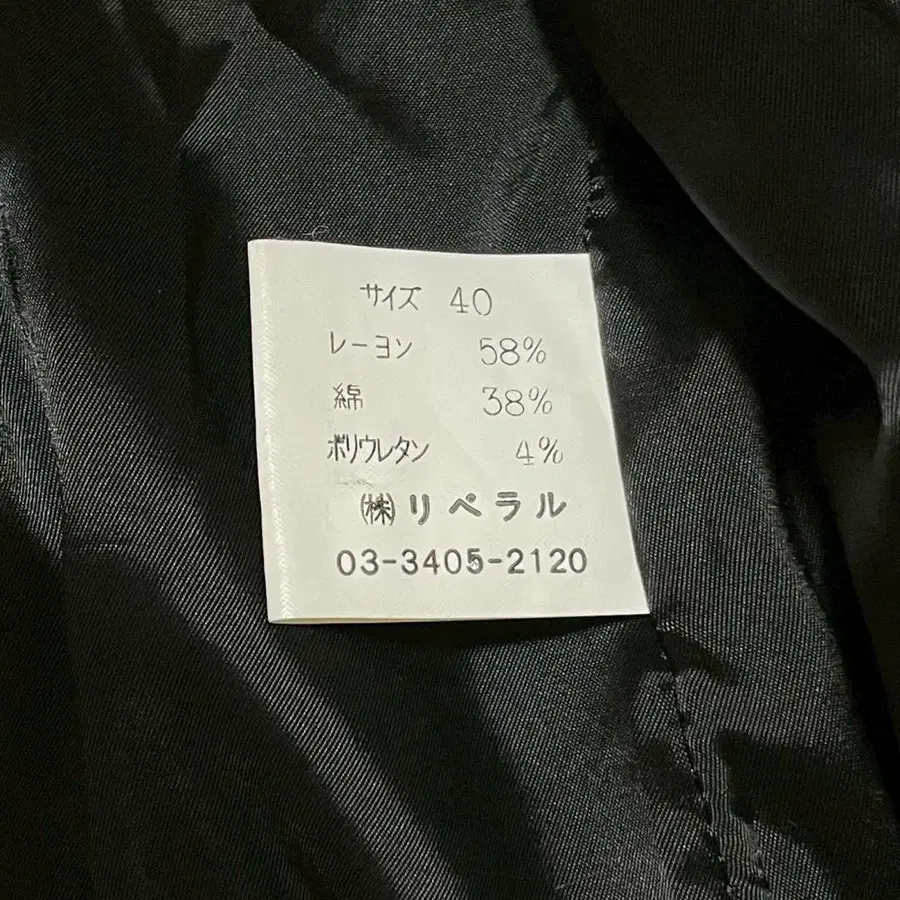 サイズ 40
レーヨン 58%
綿 38%
ポリウレタン 4%
㈱リベラル
03-3405-2120